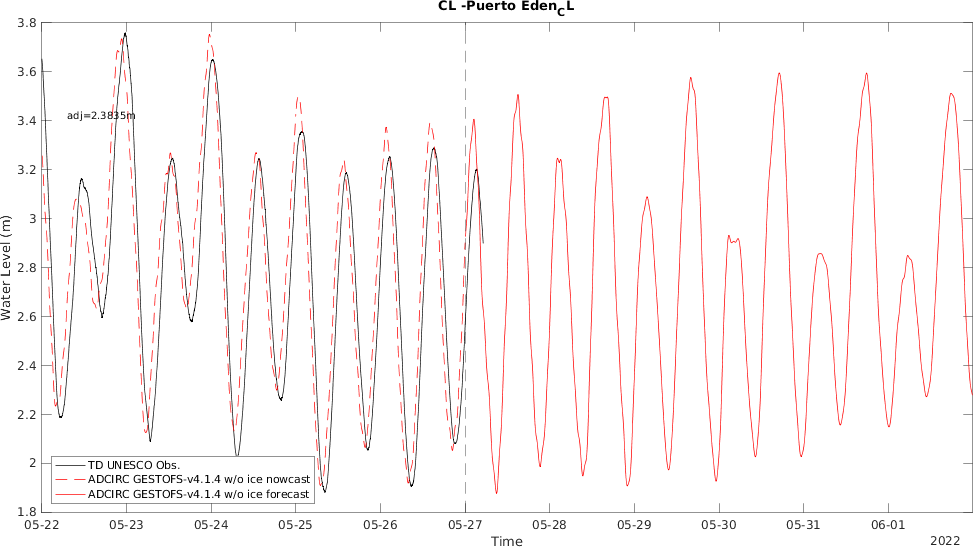 CL -Puerto Eden_CL
3.8
3.6
3.4
3.2
3
2.8
2.6
2.4
2.2
2
1.8
Water Level (m)
adj=2.3835m
TD UNESCO Obs.
ADCIRC GESTOFS-v4.1.4 w/o ice nowcast
ADCIRC GESTOFS-v4.1.4 w/o ice forecast
05-22 05-23 05-24 05-25 05-26 05-27 05-28 05-29 05-30 05-31 06-01
Time
2022